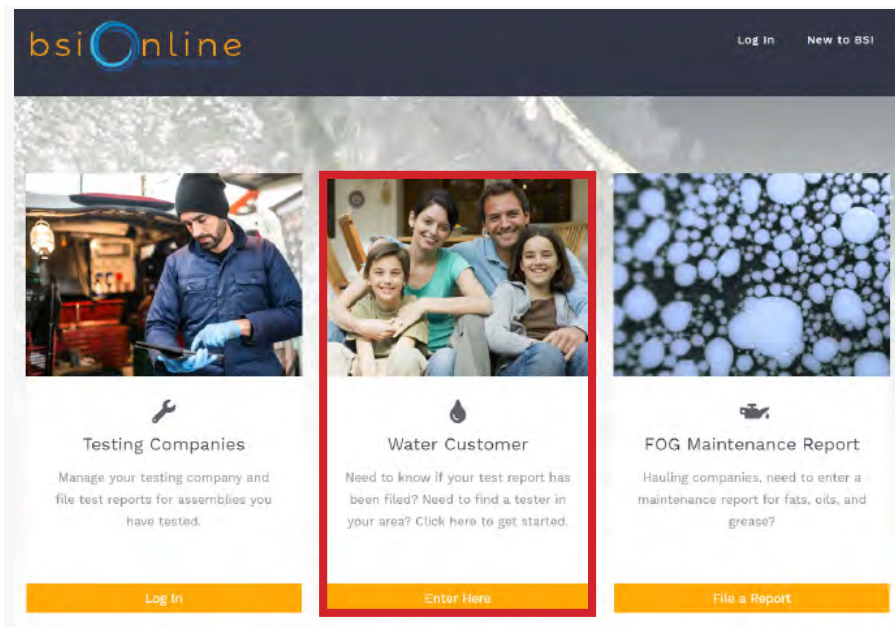 bsiOnline
Log In
New to BSI
Testing Companies
Manage your testing company and
file test reports for assemblies you
have tested.
Log In
Water Customer
Need to know if your test report has
been filed? Need to find a tester in
your area? Click here to get started.
Enter Here
FOG Maintenance Report
Hauling companies, need to enter a
maintenance report for fats, oils, and
grease?
File a Report